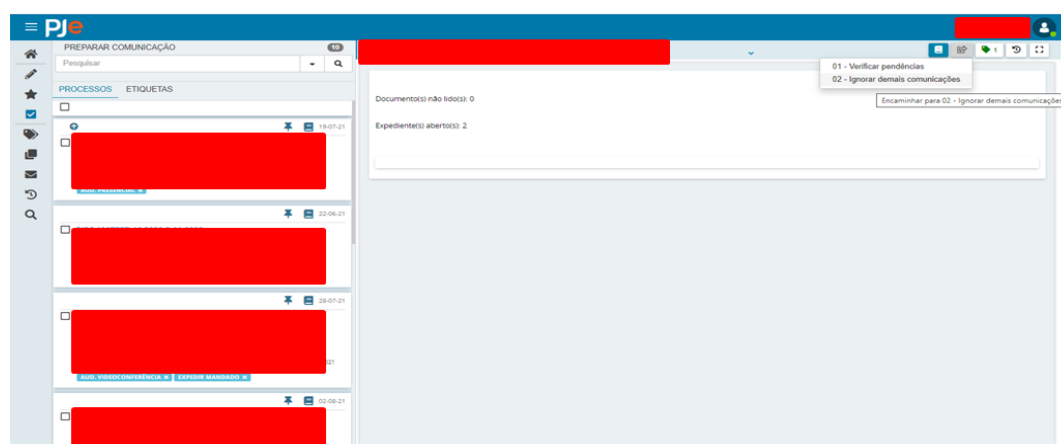 PJe
PREPARAR COMUNICAÇÃO 10
Pesquisar
PROCESSOS ETIQUETAS
19-07-21
22-06-21
28-07-21
AUD. VIDEOCONFERÊNCIA EXPEDIR MANDADO
02-08-21
1
01 - Verificar pendências
02 - Ignorar demais comunicações
Encaminhar para 02 - Ignorar demais comunicações
Documento(s) não lido(s): 0
Expediente(s) aberto(s): 2